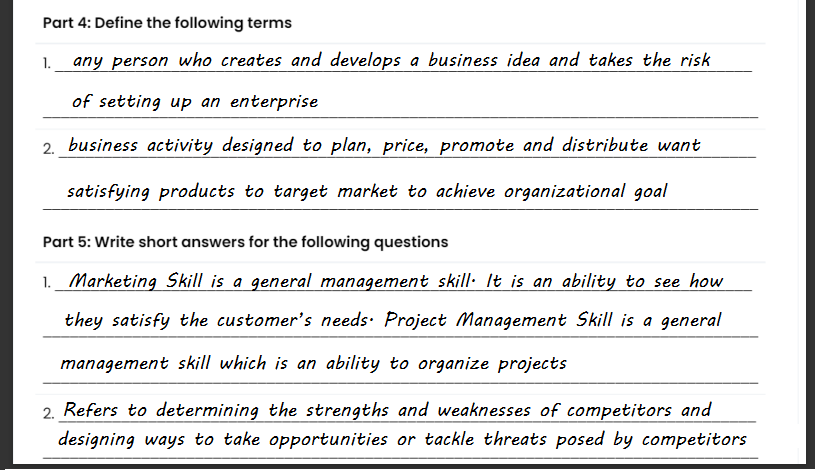 Part 4: Define the following terms
1. any person who creates and develops a business idea and takes the risk
of setting up an enterprise
2. business activity designed to plan, price, promote and distribute want
satisfying products to target market to achieve organizational goal
Part 5: Write short answers for the following questions
1. Marketing Skill is a general management skill. It is an ability to see how
they satisfy the customer's needs. Project Management Skill is a general
management skill which is an ability to organize projects
2. Refers to determining the strengths and weaknesses of competitors and
designing ways to take opportunities or tackle threats posed by competitors